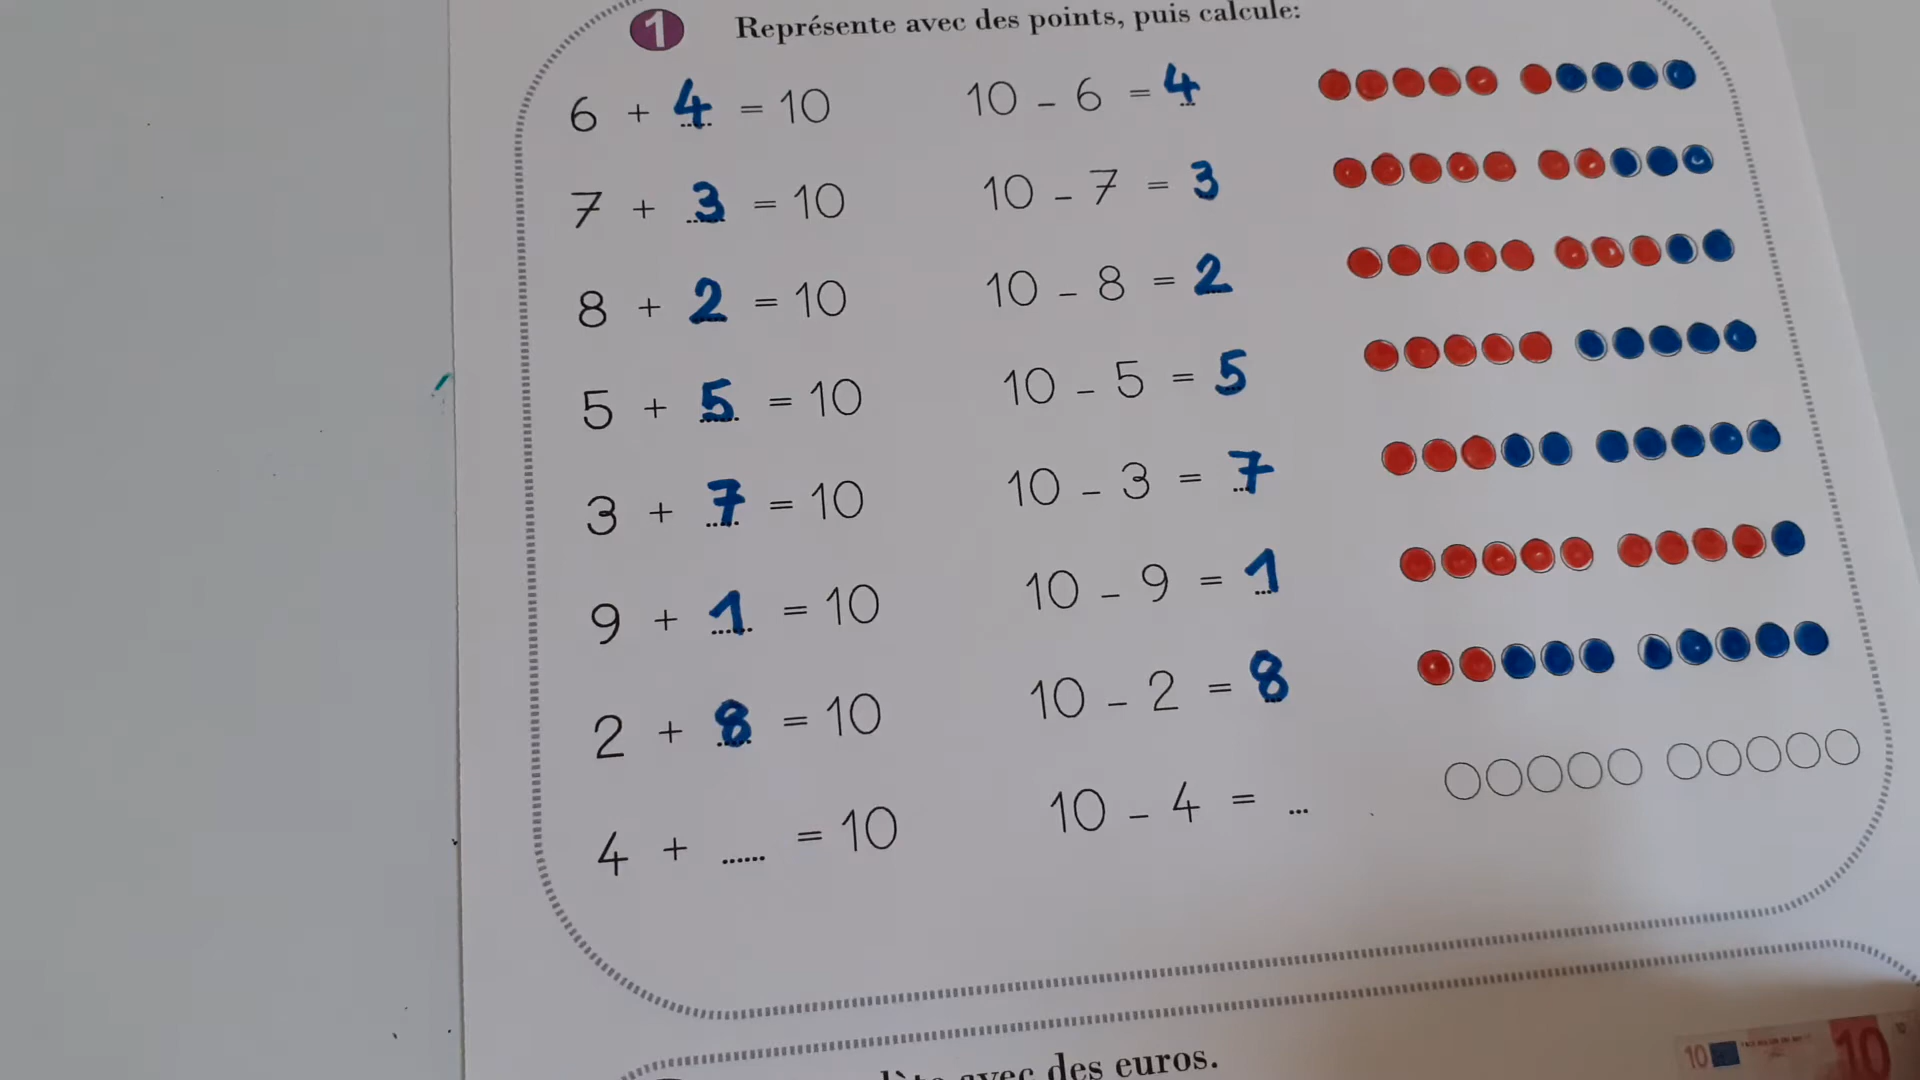 1 Représente avec des points, puis calcule:
6 + 4 = 10 10 - 6 = 4
7 + 3 = 10 10 - 7 = 3
8 + 2 = 10 10 - 8 = 2
5 + 5 = 10 10 - 5 = 5
3 + 7 = 10 10 - 3 = 7
9 + 1 = 10 10 - 9 = 1
2 + 8 = 10 10 - 2 = 8
4 + ...... = 10 10 - 4 = ...
avec des euros.
10 10